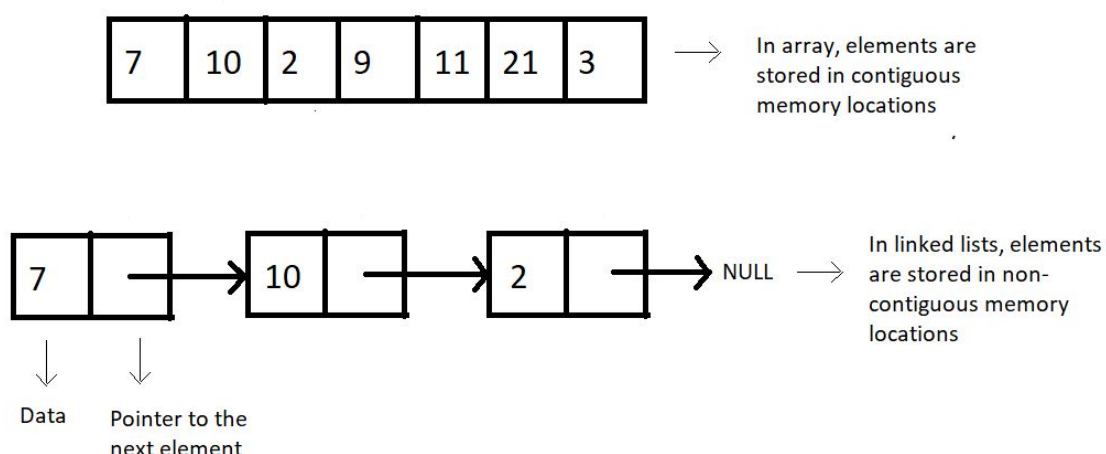 7 10 2 9 11 21 3
In array, elements are
stored in contiguous
memory locations
7 10 2 NULL
In linked lists, elements
are stored in non-
contiguous memory
locations
Data
Pointer to the
next element